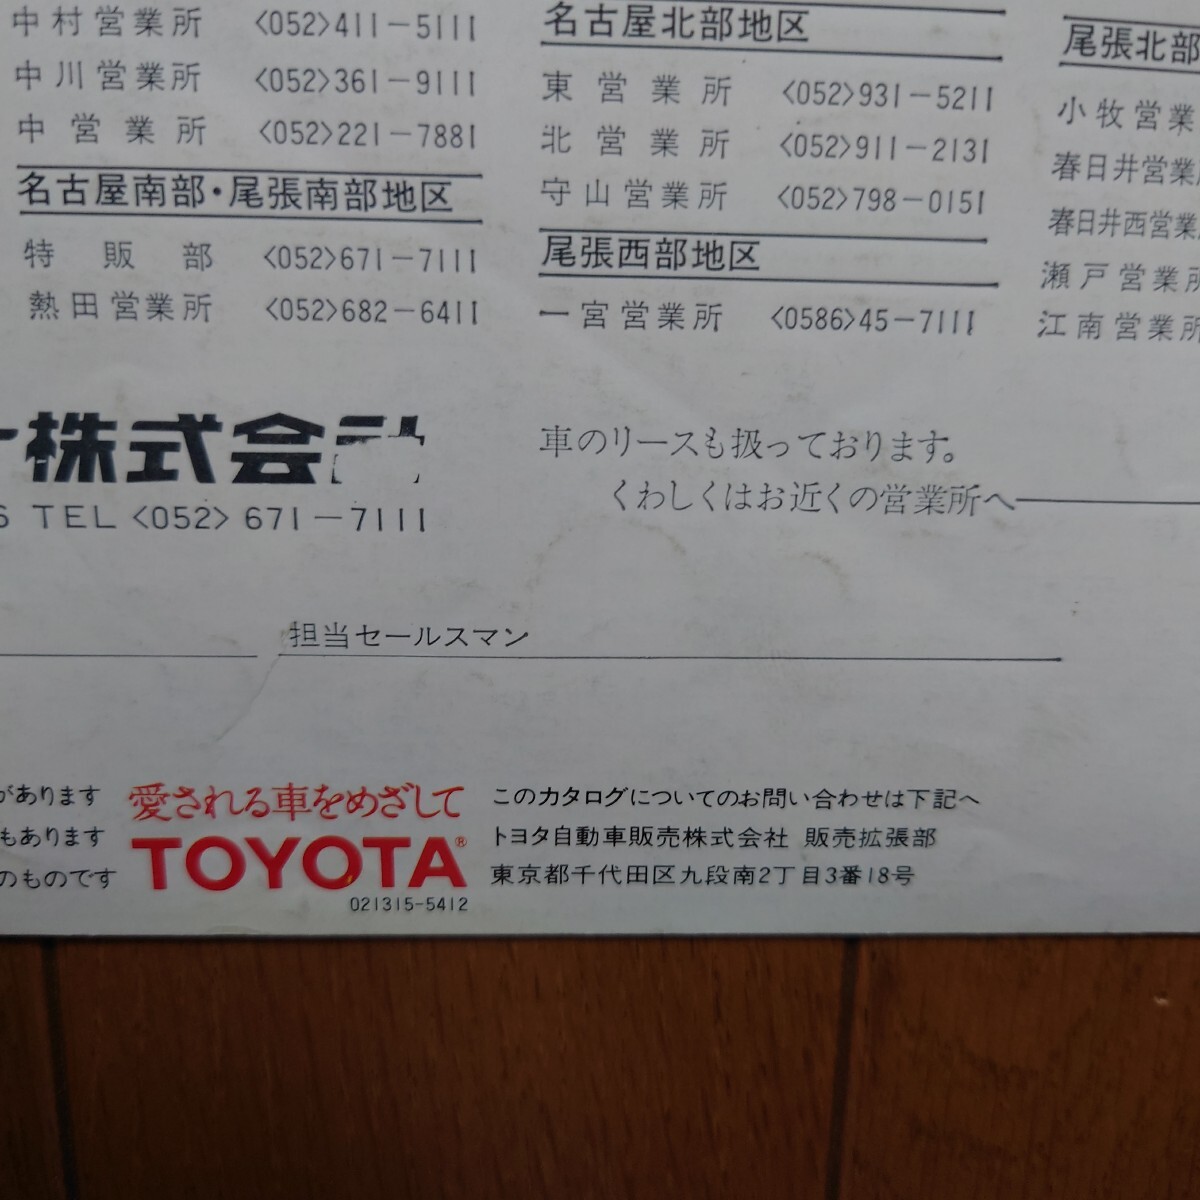 中村営業所 <052>411-5111
中川営業所 <052>361-9111
中営業所 <052>221-7881
名古屋南部・尾張南部地区
特販部 <052>671-7111
熱田営業所 <052>682-6411
名古屋北部地区
東営業所 <052>931-5211
北営業所 <052>911-2131
守山営業所 <052>798-0151
尾張西部地区
一宮営業所 <0586>45-7111
尾張北部
小牧営業
春日井営業
春日井西営業
瀬戸営業所
江南営業所
株式会社
TEL <052> 671-7111
車のリースも扱っております。
くわしくはお近くの営業所へ
担当セールスマン
があります
もあります
のものです
愛される車をめざして
TOYOTA®
021315-5412
このカタログについてのお問い合わせは下記へ
トヨタ自動車販売株式会社 販売拡張部
東京都千代田区九段南2丁目3番18号